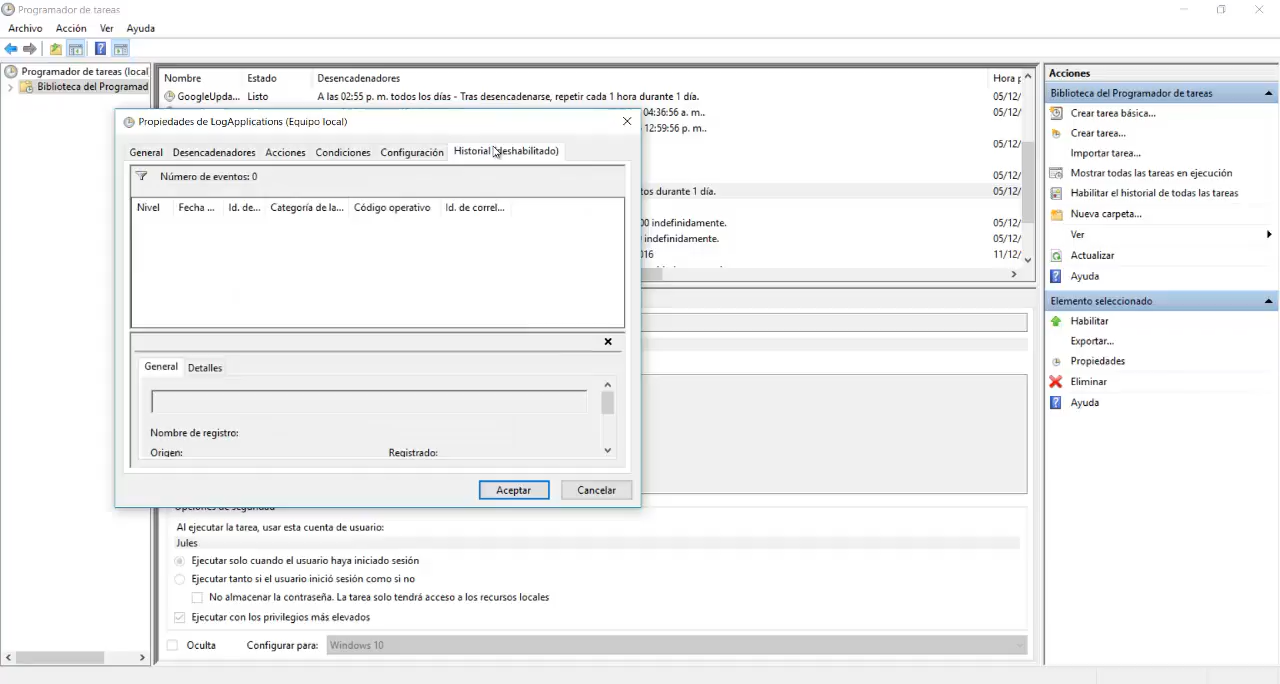 Programador de tareas
Archivo Acción Ver Ayuda
Programador de tareas (local
Biblioteca del Programad
Nombre Estado Desencadenadores Hora p
GoogleUpda... Listo A las 02:55 p. m. todos los días - Tras desencadenarse, repetir cada 1 hora durante 1 día. 05/12/
04:36:56 a. m.. 05/12/
12:59:56 p. m..
05/12/
05/12/
tos durante 1 día. 05/12/
00 indefinidamente. 05/12/
indefinidamente. 05/12/
016 11/12/
Propiedades de LogApplications (Equipo local)
General Desencadenadores Acciones Condiciones Configuración Historial (deshabilitado)
Número de eventos: 0
Nivel Fecha ... Id. de... Categoría de la... Código operativo Id. de correl...
General Detalles
Nombre de registro:
Origen: Registrado:
Aceptar Cancelar
Opciones de seguridad
Al ejecutar la tarea, usar esta cuenta de usuario:
Jules
Ejecutar solo cuando el usuario haya iniciado sesión
Ejecutar tanto si el usuario inició sesión como si no
No almacenar la contraseña. La tarea solo tendrá acceso a los recursos locales
Ejecutar con los privilegios más elevados
Oculta Configurar para: Windows 10
Acciones
Biblioteca del Programador de tareas
Crear tarea básica...
Crear tarea...
Importar tarea...
Mostrar todas las tareas en ejecución
Habilitar el historial de todas las tareas
Nueva carpeta...
Ver
Actualizar
Ayuda
Elemento seleccionado
Habilitar
Exportar...
Propiedades
Eliminar
Ayuda